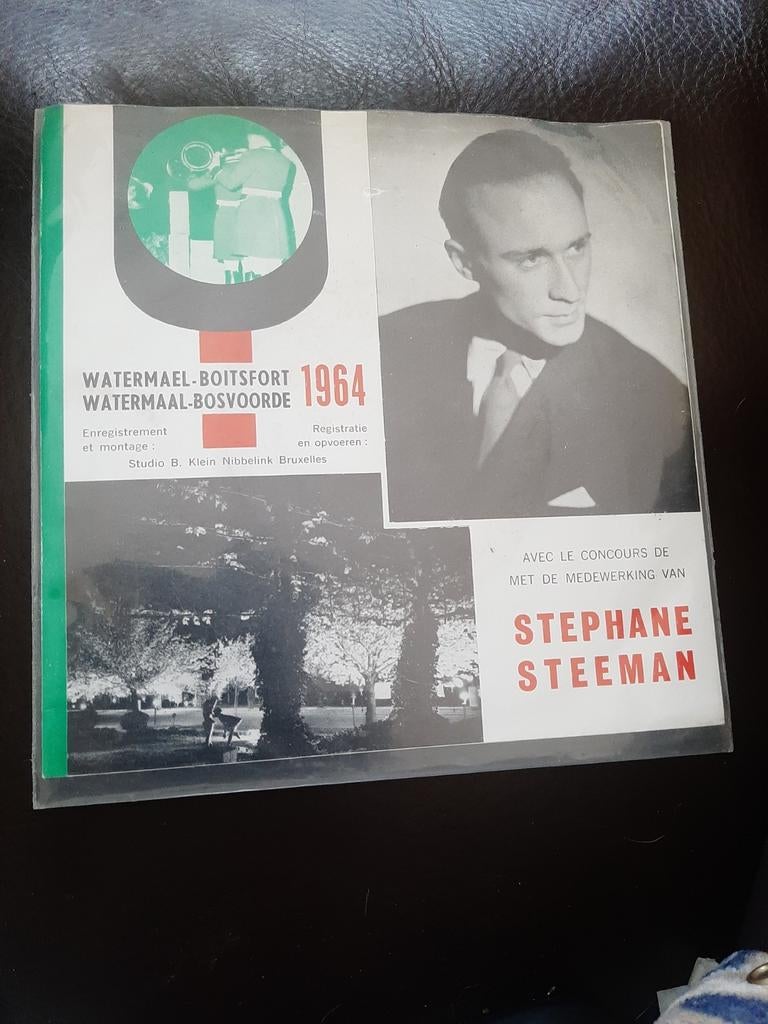 WATERMAEL-BOITSFORT 1964
WATERMAAL-BOSVOORDE
Enregistrement
et montage :
Registratie
en opvoeren :
Studio B. Klein Nibbelink Bruxelles
AVEC LE CONCOURS DE
MET DE MEDEWERKING VAN
STEPHANE
STEEMAN